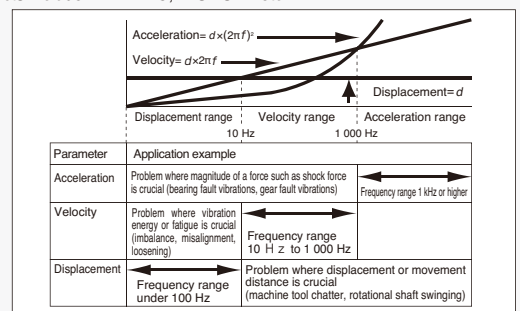 Acceleration= d×(2πf)²
Velocity= d×2πf
Displacement=d
Displacement range
Velocity range
Acceleration range
10 Hz
1 000 Hz
Parameter
Application example
Acceleration
Problem where magnitude of a force such as shock force
is crucial (bearing fault vibrations, gear fault vibrations)
Frequency range 1 kHz or higher
Velocity
Problem where vibration
energy or fatigue is crucial
(imbalance, misalignment,
loosening)
Frequency range
10 Hz to 1 000 Hz
Displacement
Frequency range
under 100 Hz
Problem where displacement or movement
distance is crucial
(machine tool chatter, rotational shaft swinging)